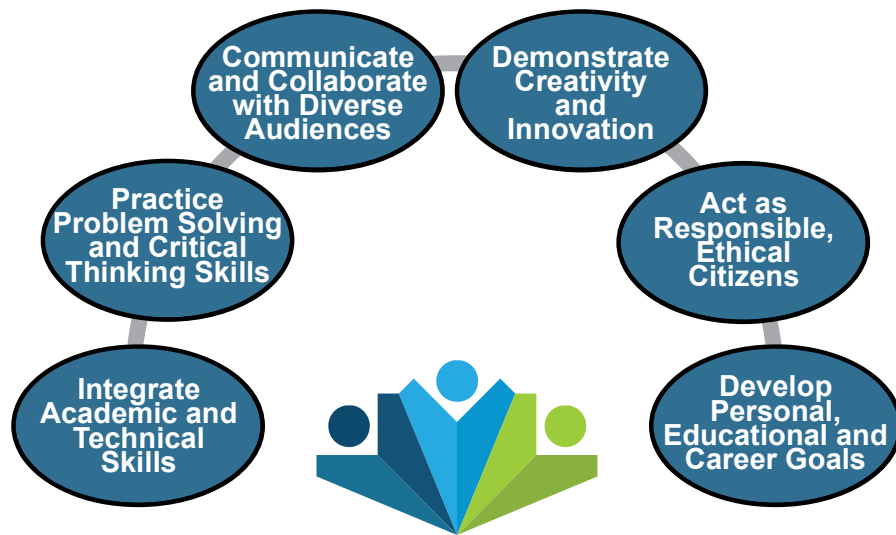 Communicate
and Collaborate
with Diverse
Audiences
Demonstrate
Creativity
and
Innovation
Practice
Problem Solving
and Critical
Thinking Skills
Act as
Responsible,
Ethical
Citizens
Integrate
Academic and
Technical
Skills
Develop
Personal,
Educational and
Career Goals